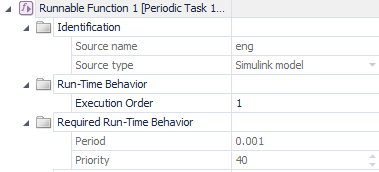 Runnable Function 1 [Periodic Task 1...
Identification
Source name eng
Source type Simulink model
Run-Time Behavior
Execution Order 1
Required Run-Time Behavior
Period 0.001
Priority 40